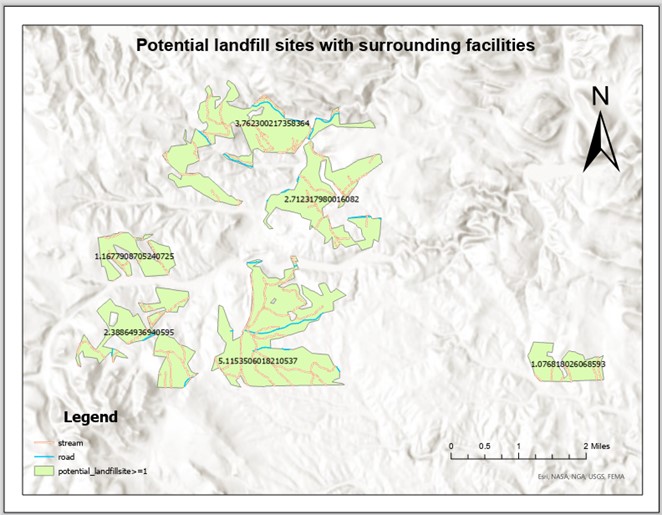 Potential landfill sites with surrounding facilities
N
3.762300217358364
2.712317980016082
1.1677908705240725
2.38864936940595
5.1153506018210537
1.076818026068593
Legend
stream
road
potential_landfillsite>=1
0 0.5 1 2 Miles
Esri, NASA, NGA, USGS, FEMA